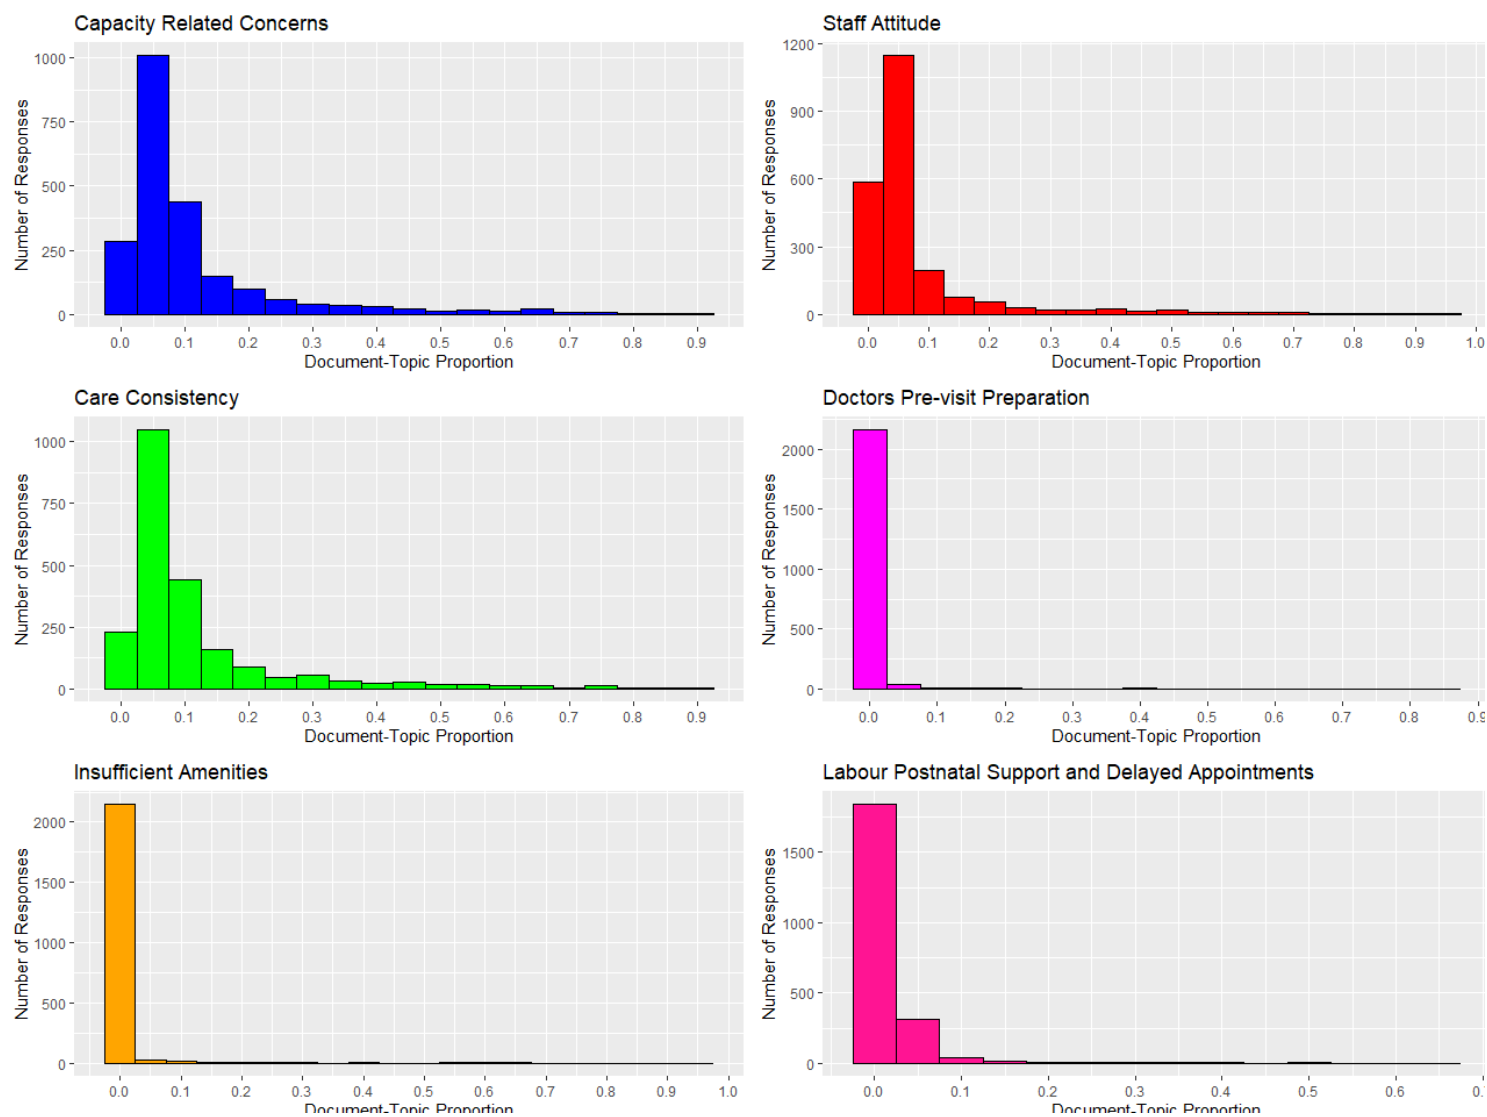 Capacity Related Concerns
1000
750
500
250
0
Number of Responses
0.0 0.1 0.2 0.3 0.4 0.5 0.6 0.7 0.8 0.9
Document-Topic Proportion
Staff Attitude
1200
900
600
300
0
Number of Responses
0.0 0.1 0.2 0.3 0.4 0.5 0.6 0.7 0.8 0.9 1.0
Document-Topic Proportion
Care Consistency
1000
750
500
250
0
Number of Responses
0.0 0.1 0.2 0.3 0.4 0.5 0.6 0.7 0.8 0.9
Document-Topic Proportion
Doctors Pre-visit Preparation
2000
1500
1000
500
0
Number of Responses
0.0 0.1 0.2 0.3 0.4 0.5 0.6 0.7 0.8 0.9
Document-Topic Proportion
Insufficient Amenities
2000
1500
1000
500
0
Number of Responses
0.0 0.1 0.2 0.3 0.4 0.5 0.6 0.7 0.8 0.9 1.0
Document-Topic Proportion
Labour Postnatal Support and Delayed Appointments
1500
1000
500
0
Number of Responses
0.0 0.1 0.2 0.3 0.4 0.5 0.6
Document-Topic Proportion